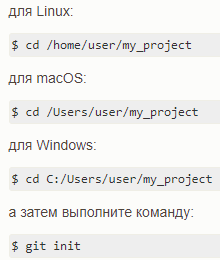 для Linux:
$ cd /home/user/my_project
для macOS:
$ cd /Users/user/my_project
для Windows:
$ cd C:/Users/user/my_project
а затем выполните команду:
$ git init